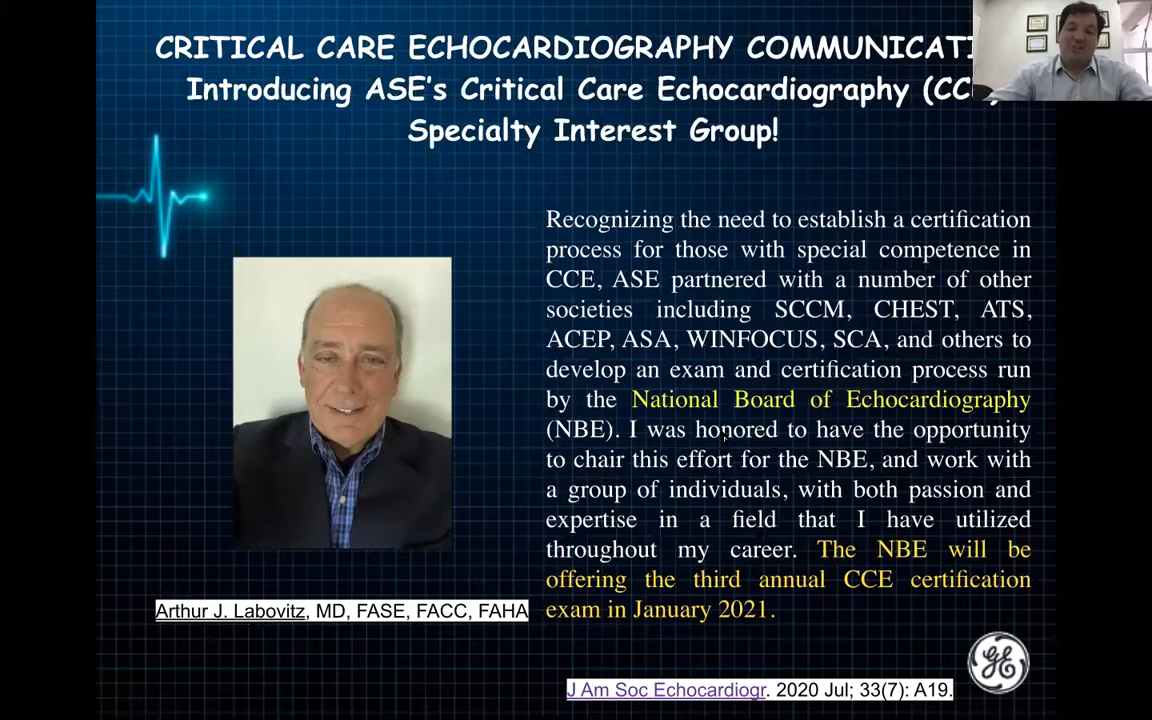 CRITICAL CARE ECHOCARDIOGRAPHY
Introducing ASE's Critical Care Echocardiography
Specialty Interest Group!
Recognizing the need to establish a certification
process for those with special competence in
CCE, ASE partnered with a number of other
societies including SCCM, CHEST, ATS,
ACEP, ASA, WINFOCUS, SCA, and others to
develop an exam and certification process run
by the National Board of Echocardiography
(NBE). I was honored to have the opportunity
to chair this effort for the NBE, and work with
a group of individuals, with both passion and
expertise in a field that I have utilized
throughout my career. The NBE will be
offering the third annual CCE certification
exam in January 2021.
Arthur J. Labovitz, MD, FASE, FACC, FAHA
GE
J Am Soc Echocardiogr. 2020 Jul; 33(7): A19.